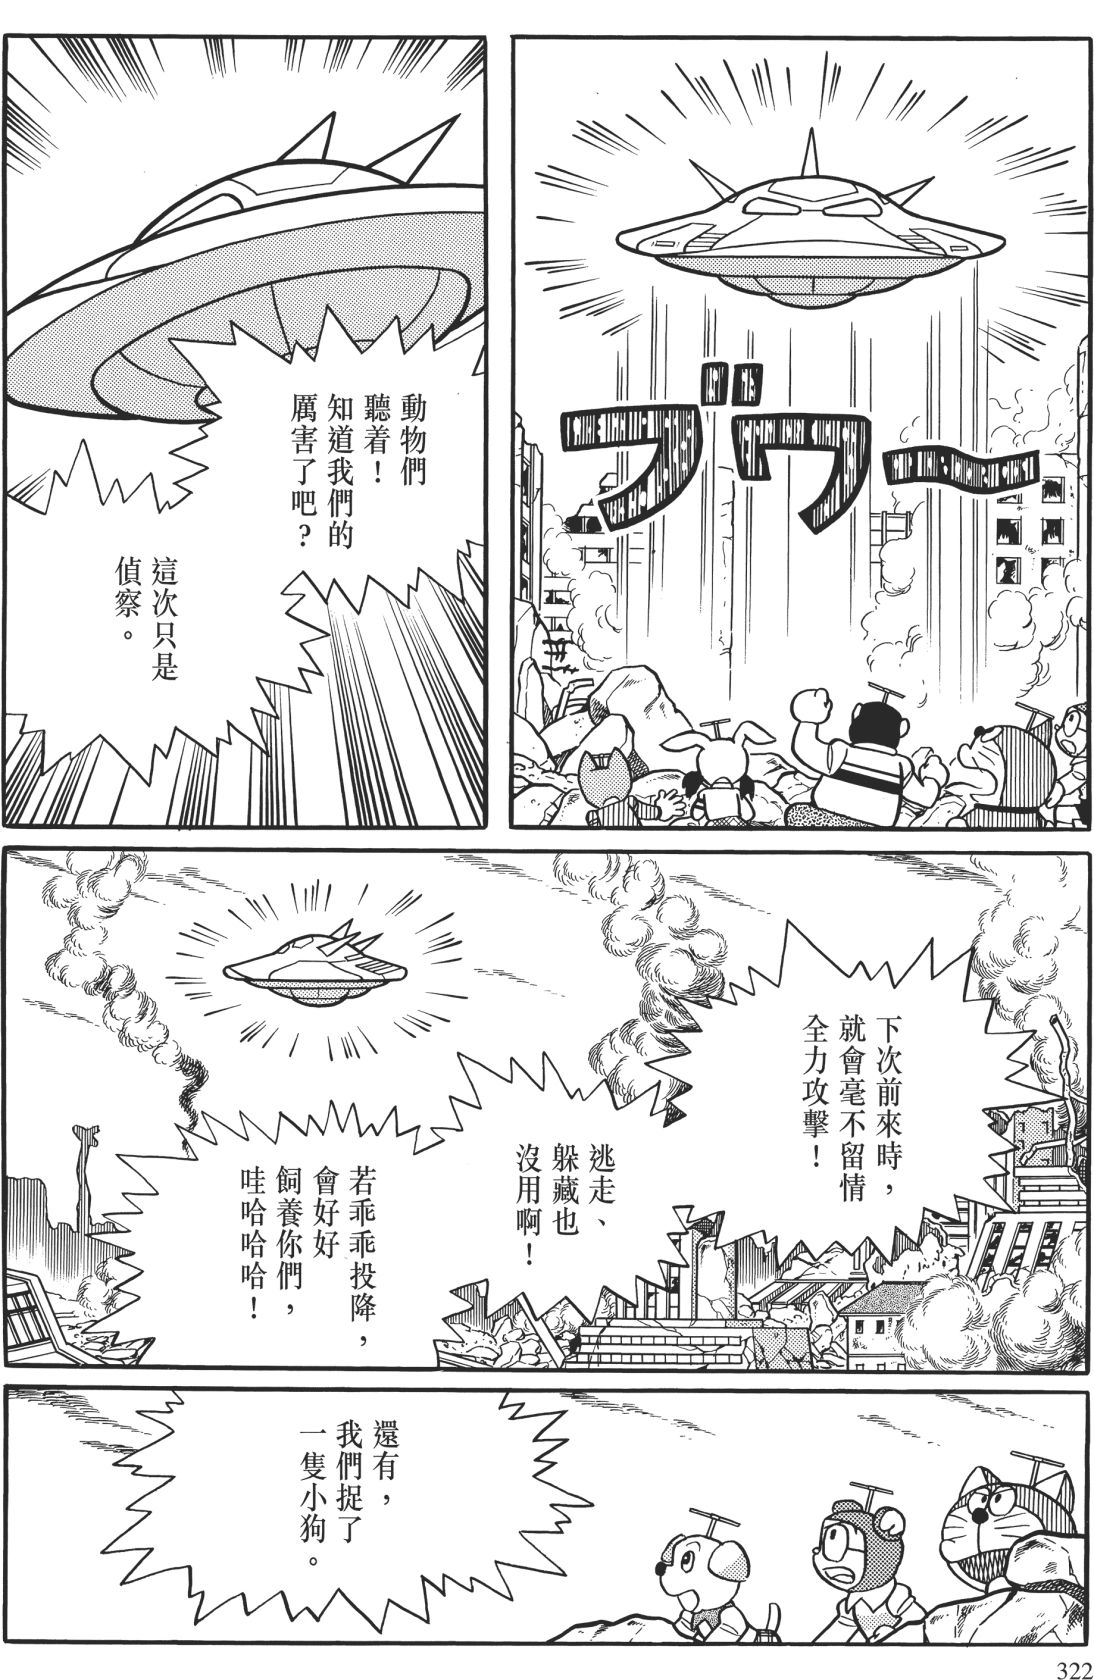 ブワ〜
動物們
聽着！
知道我們的
厲害了吧？
這次只是
偵察。
下次前來時，
就會毫不留情
全力攻擊！
逃走、
躲藏也
沒用啊！
若乖乖投降，
會好好
飼養你們，
哇哈哈哈！
還有，
我們捉了
一隻小狗。
322